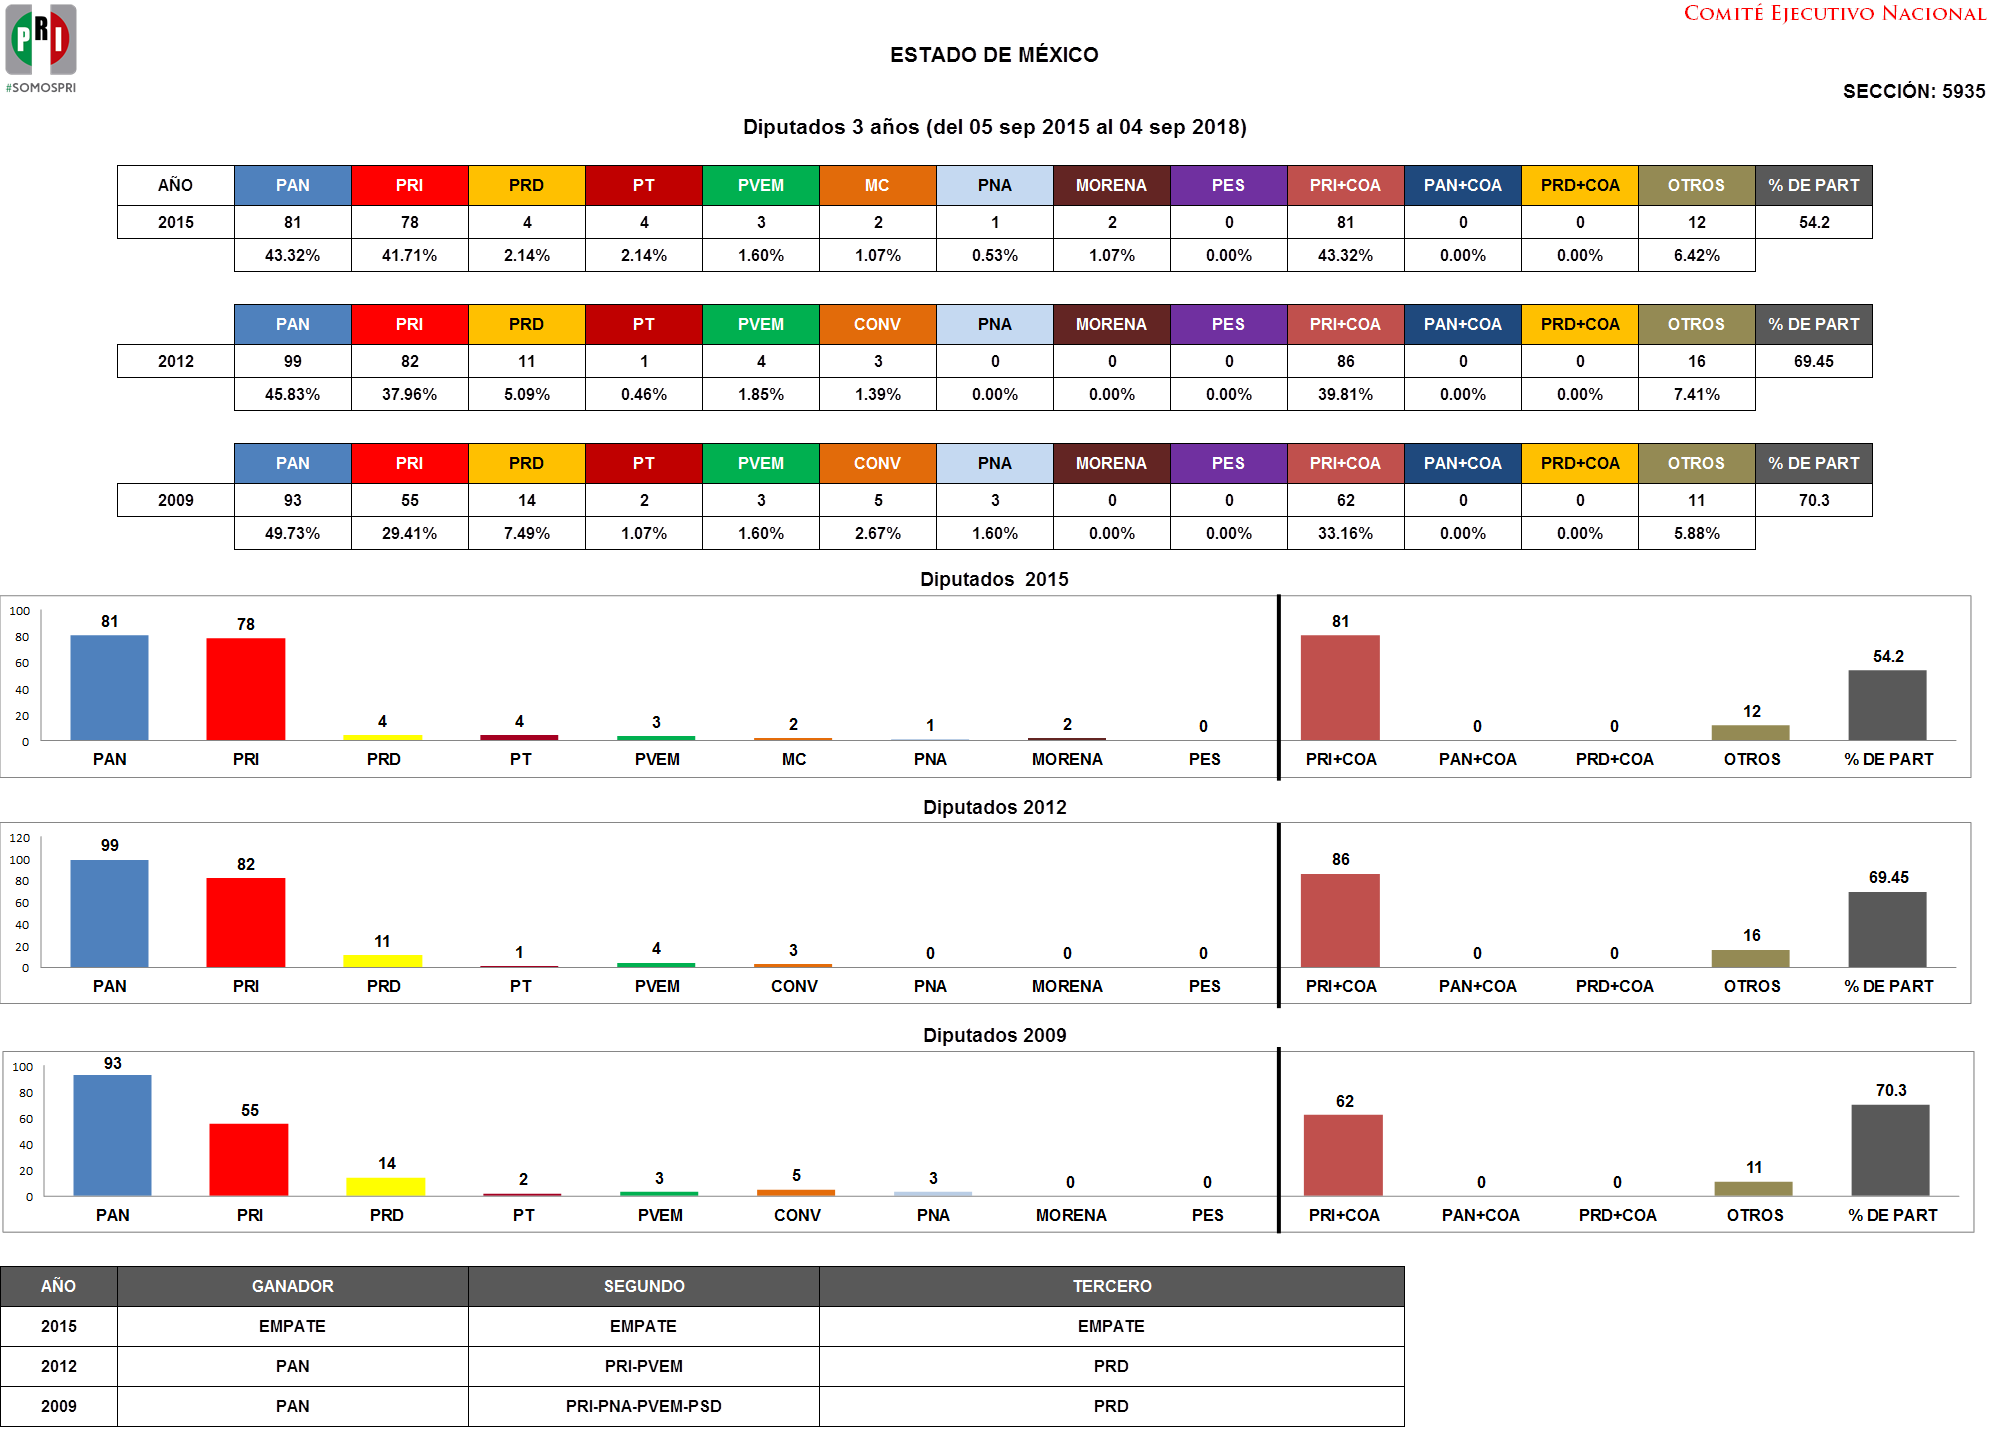 PRI
#SOMOSPRI
COMITÉ EJECUTIVO NACIONAL
ESTADO DE MÉXICO
SECCIÓN: 5935
Diputados 3 años (del 05 sep 2015 al 04 sep 2018)
AÑO PAN PRI PRD PT PVEM MC PNA MORENA PES PRI+COA PAN+COA PRD+COA OTROS % DE PART
2015 81 78 4 4 3 2 1 2 0 81 0 0 12 54.2
43.32% 41.71% 2.14% 2.14% 1.60% 1.07% 0.53% 1.07% 0.00% 43.32% 0.00% 0.00% 6.42%
PAN PRI PRD PT PVEM CONV PNA MORENA PES PRI+COA PAN+COA PRD+COA OTROS % DE PART
2012 99 82 11 1 4 3 0 0 0 86 0 0 16 69.45
45.83% 37.96% 5.09% 0.46% 1.85% 1.39% 0.00% 0.00% 0.00% 39.81% 0.00% 0.00% 7.41%
PAN PRI PRD PT PVEM CONV PNA MORENA PES PRI+COA PAN+COA PRD+COA OTROS % DE PART
2009 93 55 14 2 3 5 3 0 0 62 0 0 11 70.3
49.73% 29.41% 7.49% 1.07% 1.60% 2.67% 1.60% 0.00% 0.00% 33.16% 0.00% 0.00% 5.88%
Diputados 2015
100
80
60
40
20
0
81 78 4 4 3 2 1 2 0 81 0 0 12 54.2
PAN PRI PRD PT PVEM MC PNA MORENA PES PRI+COA PAN+COA PRD+COA OTROS % DE PART
Diputados 2012
120
100
80
60
40
20
0
99 82 11 1 4 3 0 0 0 86 0 0 16 69.45
PAN PRI PRD PT PVEM CONV PNA MORENA PES PRI+COA PAN+COA PRD+COA OTROS % DE PART
Diputados 2009
100
80
60
40
20
0
93 55 14 2 3 5 3 0 0 62 0 0 11 70.3
PAN PRI PRD PT PVEM CONV PNA MORENA PES PRI+COA PAN+COA PRD+COA OTROS % DE PART
AÑO GANADOR SEGUNDO TERCERO
2015 EMPATE EMPATE EMPATE
2012 PAN PRI-PVEM PRD
2009 PAN PRI-PNA-PVEM-PSD PRD